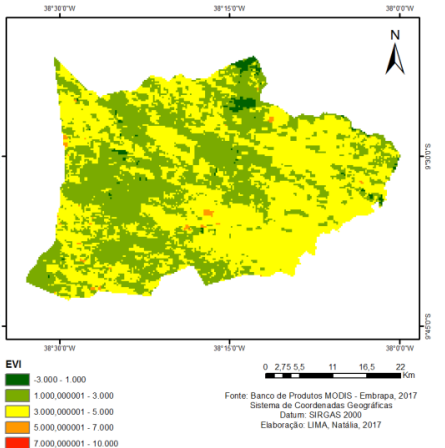 38°30'0"W 38°15'0"W 38°0'0"W
N
9°30'0"S
9°45'0"S
38°30'0"W 38°15'0"W 38°0'0"W
EVI
-3.000 - 1.000
1.000,000001 - 3.000
3.000,000001 - 5.000
5.000,000001 - 7.000
7.000,000001 - 10.000
0 2,75 5,5 11 16,5 22
Km
Fonte: Banco de Produtos MODIS - Embrapa, 2017
Sistema de Coordenadas Geográficas
Datum: SIRGAS 2000
Elaboração: LIMA, Natália, 2017